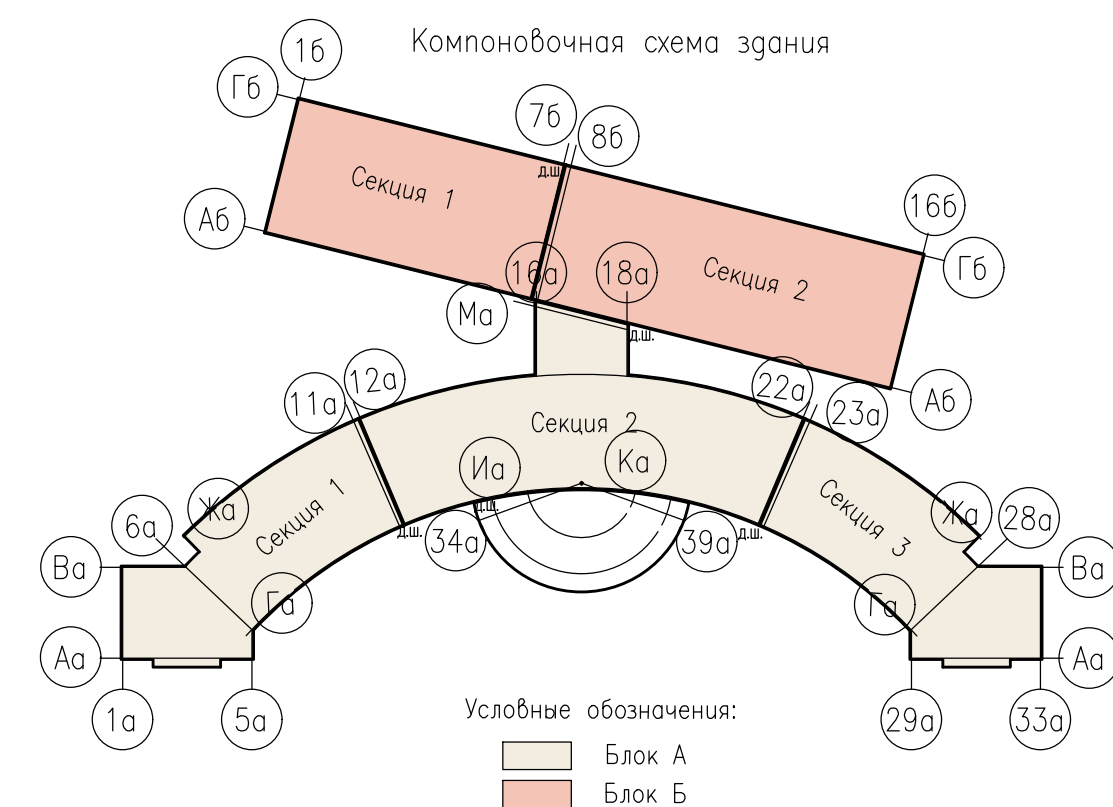 Компоновочная схема здания
1б
Гб
7б
8б
д.ш.
Секция 1
Аб
16б
Гб
16а
18а
Секция 2
Ма
д.ш.
11а
12а
22а
23а
Аб
Секция 2
Иа
Ка
Жа
6а
Секция 1
д.ш.
34а
д.ш.
39а
д.ш.
Секция 3
Жа
28а
Ва
Га
Га
Ва
Аа
Аа
1а
5а
29а
33а
Условные обозначения:
Блок А
Блок Б